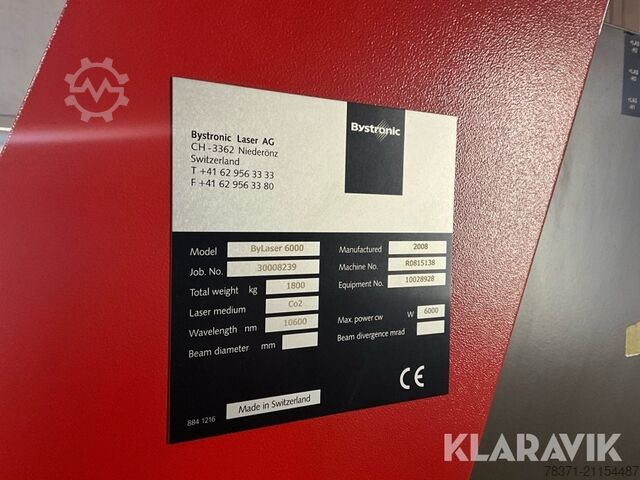 Bystronic Laser AG
CH - 3362 Niederönz
Switzerland
T +41 62 956 33 33
F +41 62 956 33 80
Bystronic
Model ByLaser 6000
Job. No. 30008239
Total weight kg 1800
Laser medium Co2
Wavelength nm 10600
Beam diameter mm
Manufactured 2008
Machine No. R0815138
Equipment No. 10028928
Max. power cw W 6000
Beam divergence mrad
Made in Switzerland
CE
884 1216
KLARAVIK
78371-21154487